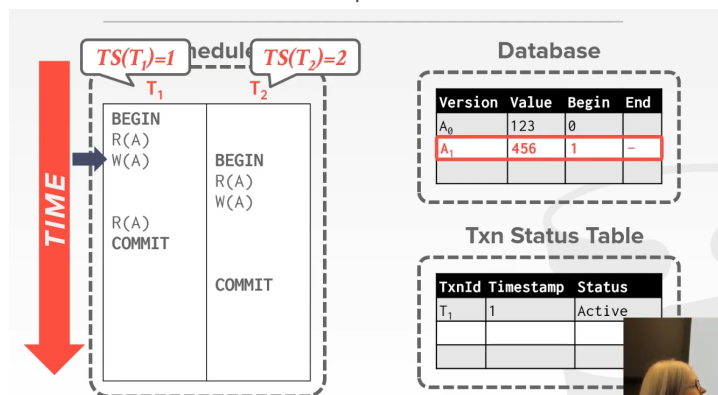 Schedule
TS(T₁)=1
TS(T₂)=2
T₁
T₂
TIME
BEGIN
R(A)
W(A)
R(A)
COMMIT
BEGIN
R(A)
W(A)
COMMIT
Database
Version Value Begin End
A₀ 123 0
A₁ 456 1 -
Txn Status Table
TxnId Timestamp Status
T₁ 1 Active